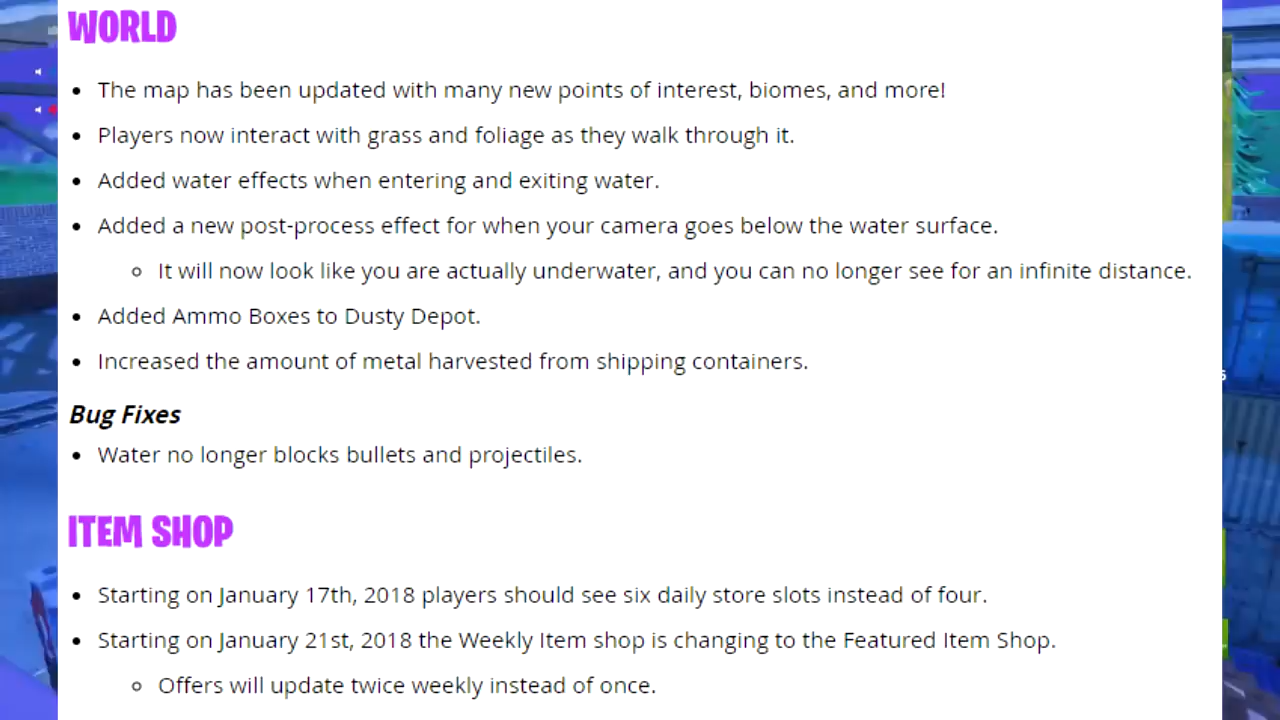 WORLD
The map has been updated with many new points of interest, biomes, and more!
Players now interact with grass and foliage as they walk through it.
Added water effects when entering and exiting water.
Added a new post-process effect for when your camera goes below the water surface.
It will now look like you are actually underwater, and you can no longer see for an infinite distance.
Added Ammo Boxes to Dusty Depot.
Increased the amount of metal harvested from shipping containers.
Bug Fixes
Water no longer blocks bullets and projectiles.
ITEM SHOP
Starting on January 17th, 2018 players should see six daily store slots instead of four.
Starting on January 21st, 2018 the Weekly Item shop is changing to the Featured Item Shop.
Offers will update twice weekly instead of once.